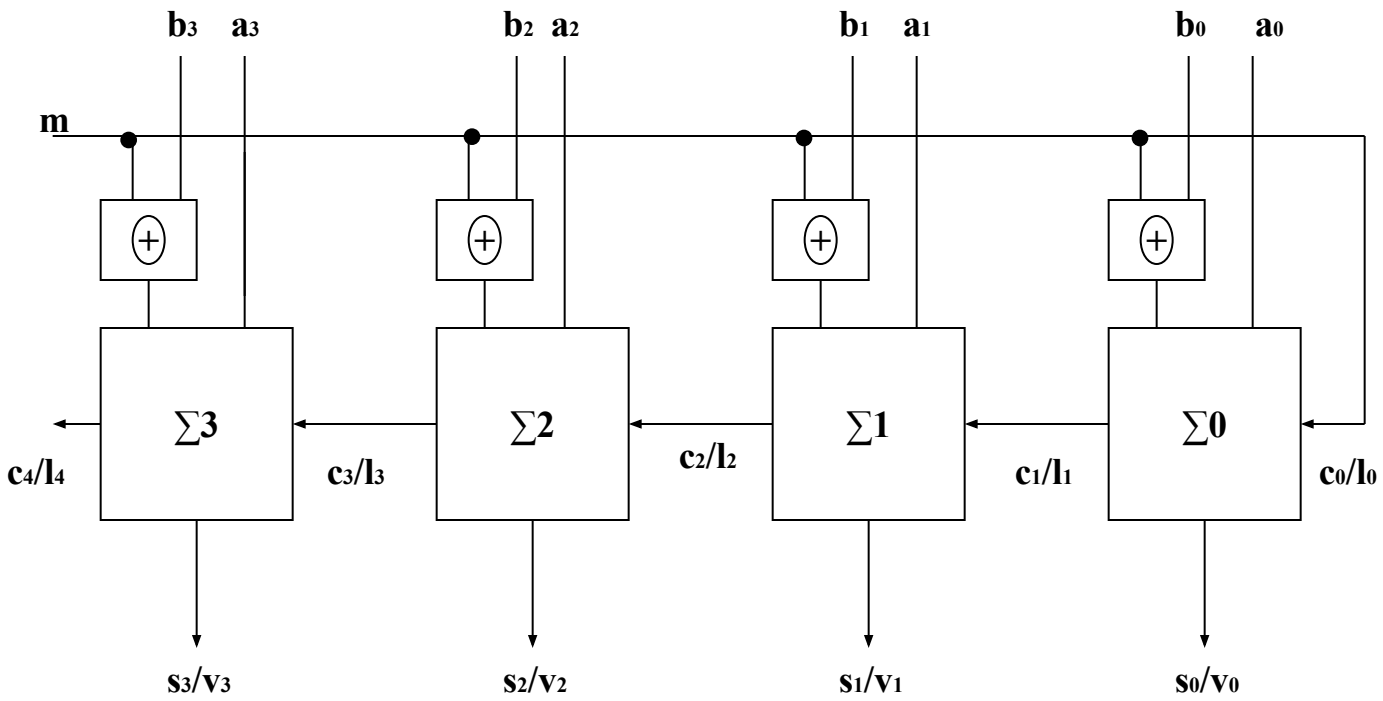 b3 a3 b2 a2 b1 a1 b0 a0
m
+ + + +
∑3 ∑2 ∑1 ∑0
c4/l4 c3/l3 c2/l2 c1/l1 c0/l0
s3/v3 s2/v2 s1/v1 s0/v0